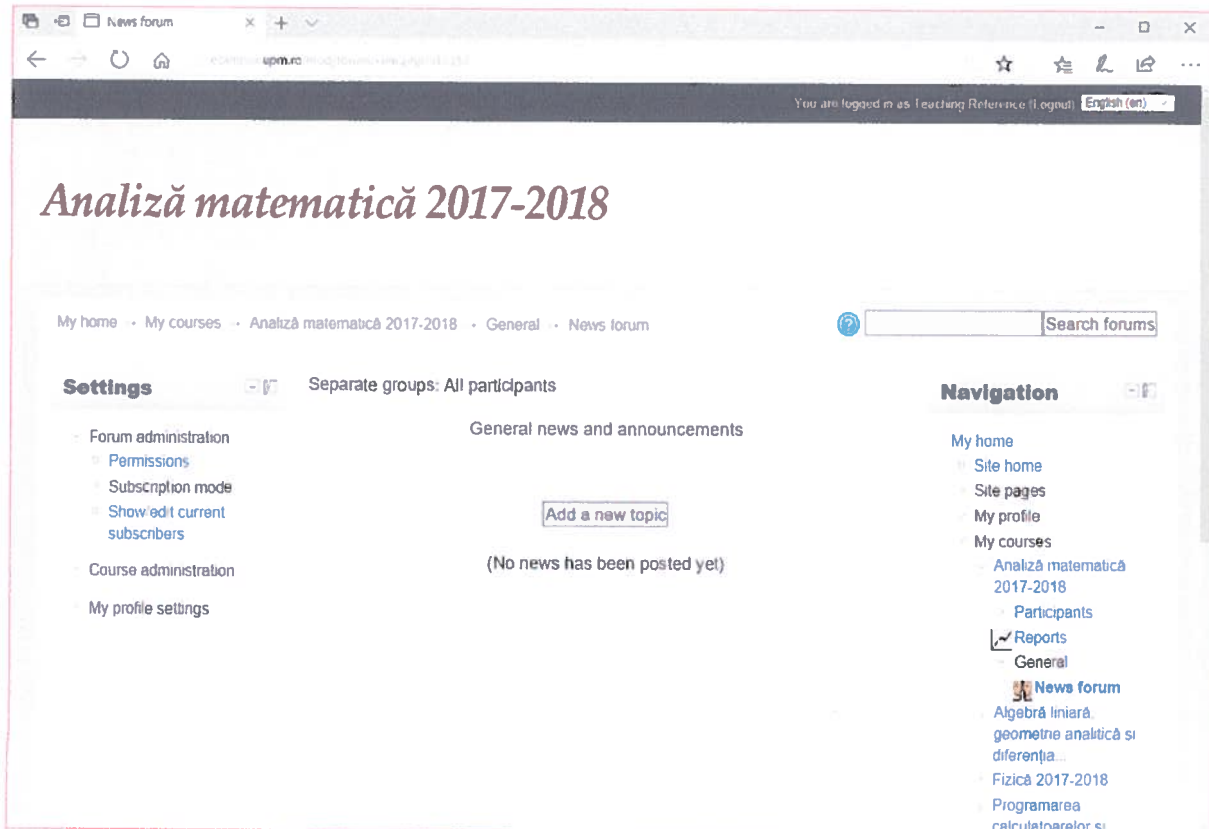 News forum
upm.ro
You are logged in as Teaching Reference (Logout) English (en)
Analiză matematică 2017-2018
My home
My courses
Analiză matematică 2017-2018
General
News forum
Search forums
Settings
Forum administration
Permissions
Subscription mode
Show/edit current
subscribers
Course administration
My profile settings
Separate groups: All participants
General news and announcements
Add a new topic
(No news has been posted yet)
Navigation
My home
Site home
Site pages
My profile
My courses
Analiză matematică
2017-2018
Participants
Reports
General
News forum
Algebră liniară,
geometrie analitică și
diferenția...
Fizică 2017-2018
Programarea
calculatoarelor și